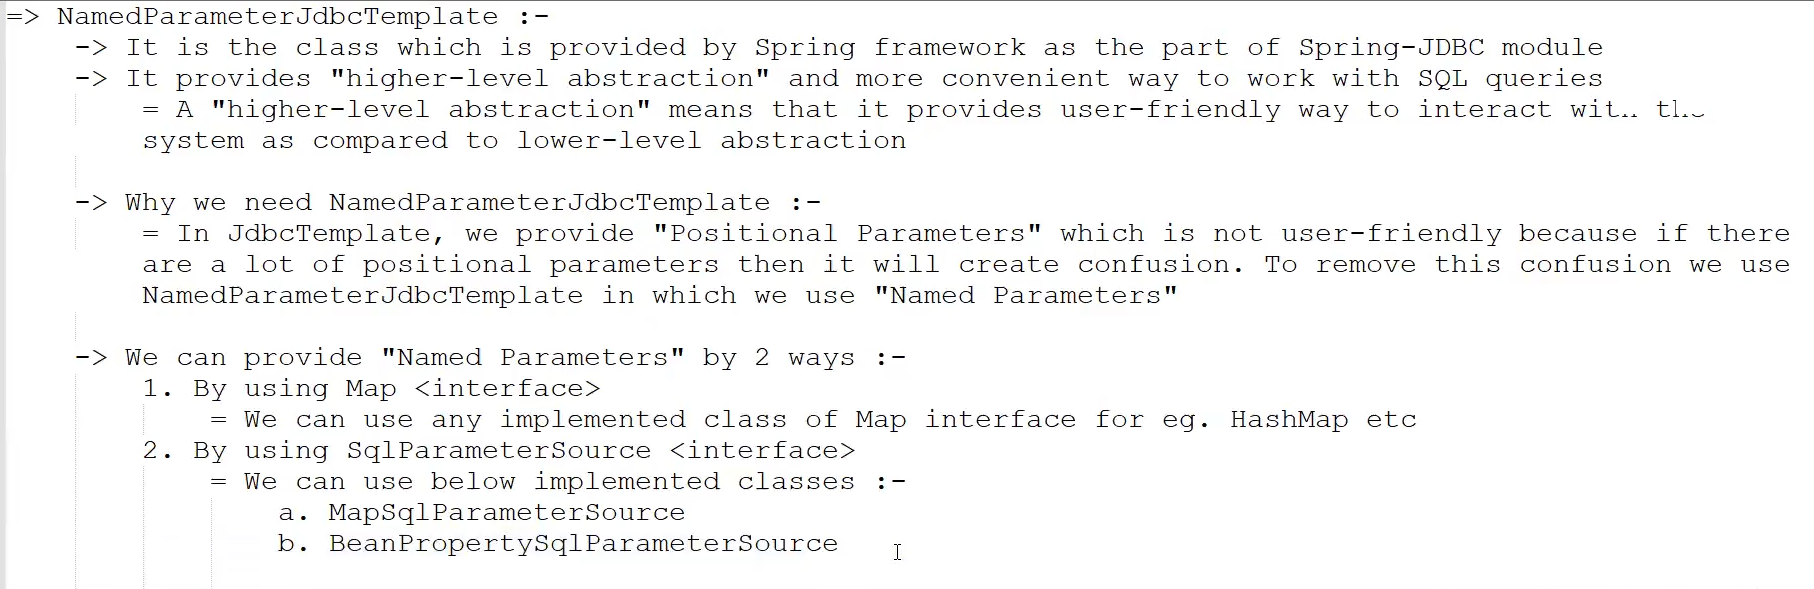 => NamedParameterJdbcTemplate :-
-> It is the class which is provided by Spring framework as the part of Spring-JDBC module
-> It provides "higher-level abstraction" and more convenient way to work with SQL queries
= A "higher-level abstraction" means that it provides user-friendly way to interact with the
system as compared to lower-level abstraction
-> Why we need NamedParameterJdbcTemplate :-
= In JdbcTemplate, we provide "Positional Parameters" which is not user-friendly because if there
are a lot of positional parameters then it will create confusion. To remove this confusion we use
NamedParameterJdbcTemplate in which we use "Named Parameters"
-> We can provide "Named Parameters" by 2 ways :-
1. By using Map <interface>
= We can use any implemented class of Map interface for eg. HashMap etc
2. By using SqlParameterSource <interface>
= We can use below implemented classes :-
a. MapSqlParameterSource
b. BeanPropertySqlParameterSource